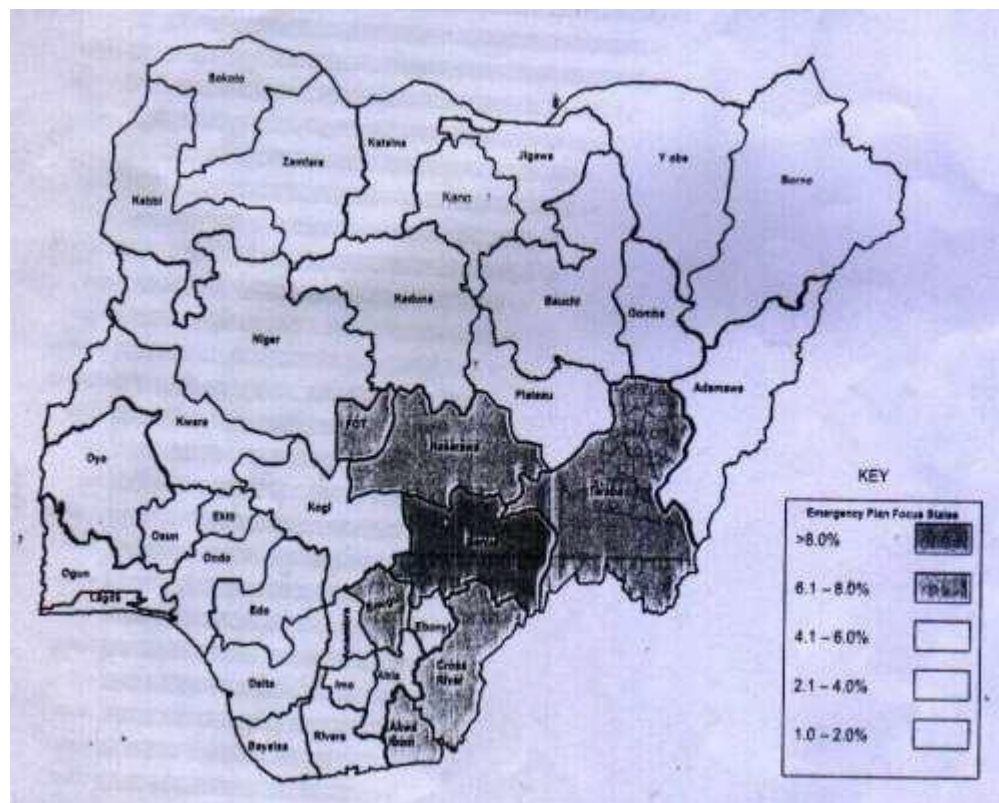 Sokoto
Zamfara
Katsina
Jigawa
Yobe
Borno
Kebbi
Kano
Kaduna
Bauchi
Gombe
Niger
Plateau
Adamawa
Kwara
FCT
Nasarawa
Taraba
Oyo
Kogi
KEY
Ekiti
Osun
Ondo
Ogun
Lagos
Edo
Ebonyi
Delta
Imo
Abia
Cross
River
Akwa
Ibom
Rivers
Bayelsa
Emergency Plan Focus States
>8.0%
6.1 – 8.0%
4.1 – 6.0%
2.1 – 4.0%
1.0 – 2.0%